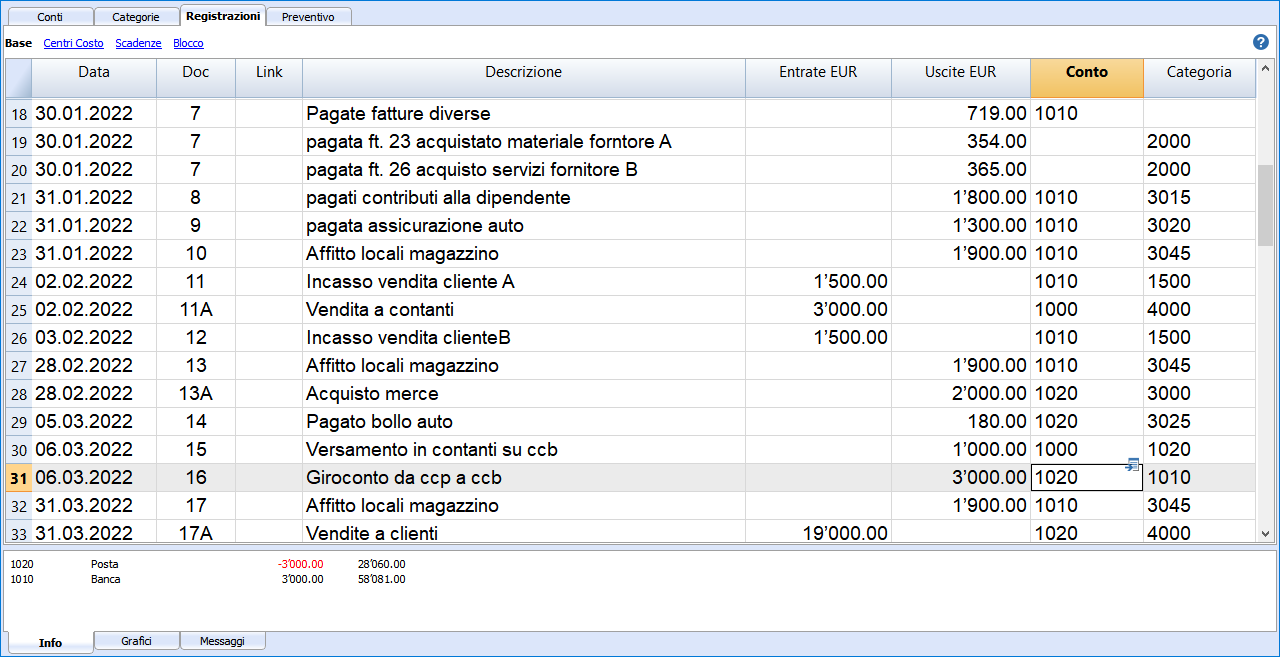 Conti Categorie Registrazioni Preventivo
Base Centri Costo Scadenze Blocco ?
Data Doc Link Descrizione Entrate EUR Uscite EUR Conto Categoria
18 30.01.2022 7 Pagate fatture diverse 719.00 1010
19 30.01.2022 7 pagata ft. 23 acquistato materiale forntore A 354.00 2000
20 30.01.2022 7 pagata ft. 26 acquisto servizi fornitore B 365.00 2000
21 31.01.2022 8 pagati contributi alla dipendente 1’800.00 1010 3015
22 31.01.2022 9 pagata assicurazione auto 1’300.00 1010 3020
23 31.01.2022 10 Affitto locali magazzino 1’900.00 1010 3045
24 02.02.2022 11 Incasso vendita cliente A 1’500.00 1010 1500
25 02.02.2022 11A Vendita a contanti 3’000.00 1000 4000
26 03.02.2022 12 Incasso vendita clienteB 1’500.00 1010 1500
27 28.02.2022 13 Affitto locali magazzino 1’900.00 1010 3045
28 28.02.2022 13A Acquisto merce 2’000.00 1020 3000
29 05.03.2022 14 Pagato bollo auto 180.00 1020 3025
30 06.03.2022 15 Versamento in contanti su ccb 1’000.00 1000 1020
31 06.03.2022 16 Giroconto da ccp a ccb 3’000.00 1020 1010
32 31.03.2022 17 Affitto locali magazzino 1’900.00 1010 3045
33 31.03.2022 17A Vendite a clienti 19’000.00 1020 4000
1020 Posta -3’000.00 28’060.00
1010 Banca 3’000.00 58’081.00
Info Grafici Messaggi